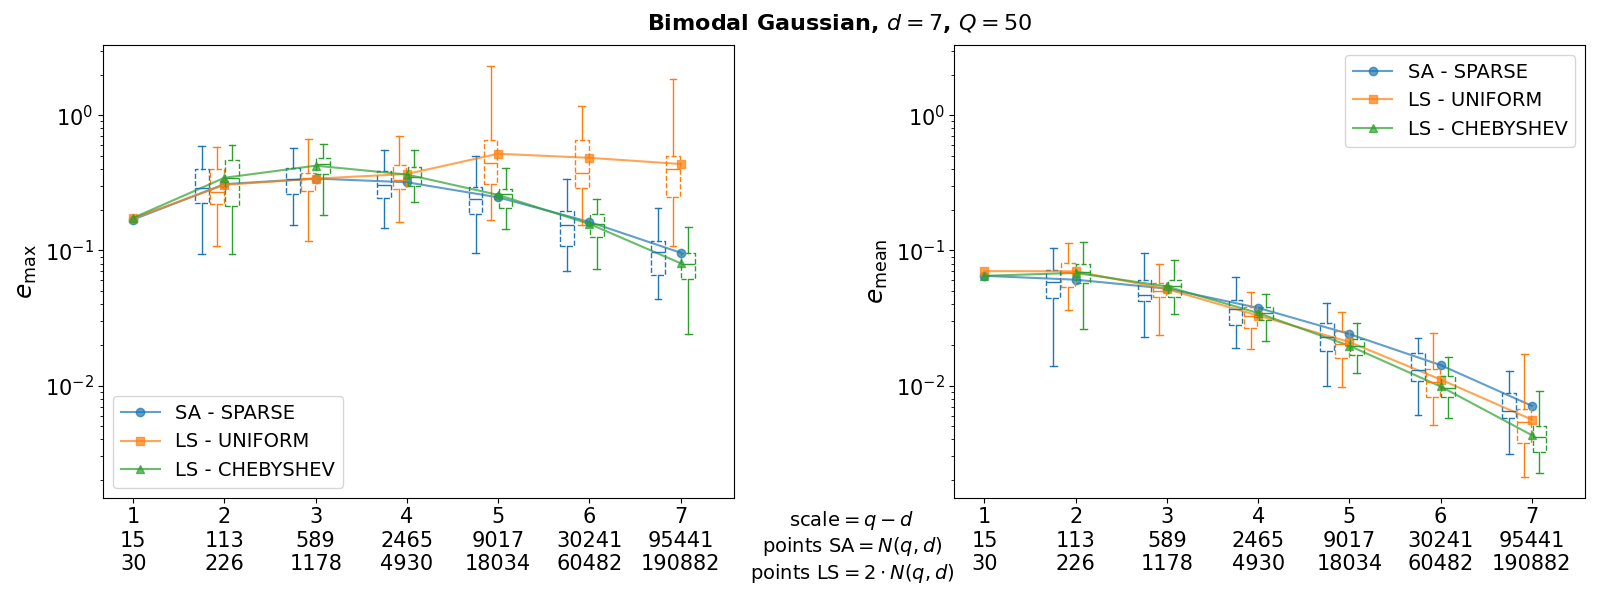 Bimodal Gaussian, d = 7, Q = 50
e_max
10^0
10^-1
10^-2
SA - SPARSE
LS - UNIFORM
LS - CHEBYSHEV
1 2 3 4 5 6 7
15 113 589 2465 9017 30241 95441
30 226 1178 4930 18034 60482 190882
scale = q − d
points SA = N(q, d)
points LS = 2 · N(q, d)
e_mean
10^0
10^-1
10^-2
SA - SPARSE
LS - UNIFORM
LS - CHEBYSHEV
1 2 3 4 5 6 7
15 113 589 2465 9017 30241 95441
30 226 1178 4930 18034 60482 190882